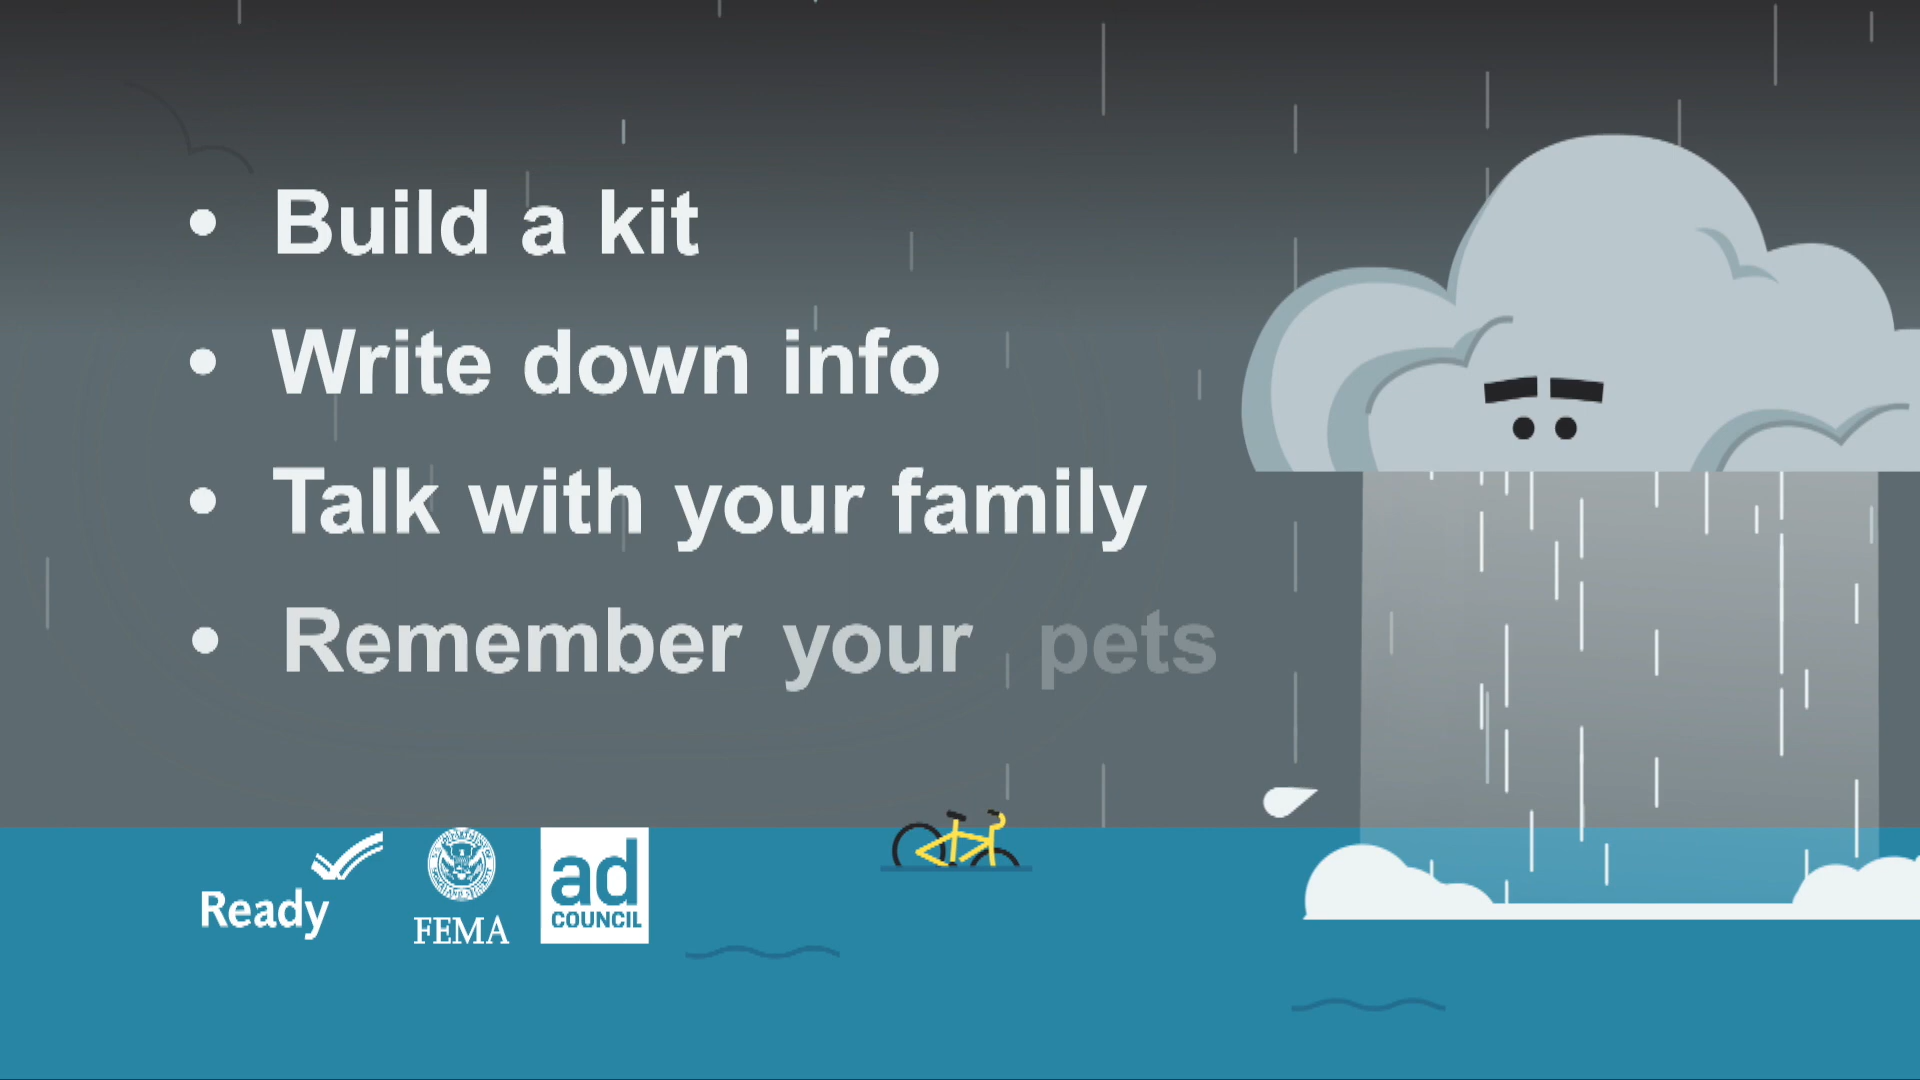 • Build a kit
• Write down info
• Talk with your family
• Remember your pets
Ready
FEMA
ad
COUNCIL